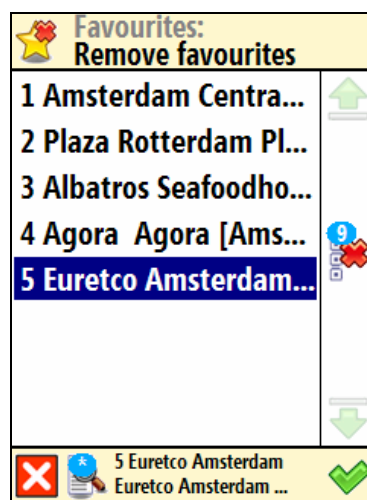 Favourites:
Remove favourites
1 Amsterdam Centra...
2 Plaza Rotterdam Pl...
3 Albatros Seafoodho...
4 Agora Agora [Ams...
9
5 Euretco Amsterdam...
*
5 Euretco Amsterdam
Euretco Amsterdam ...